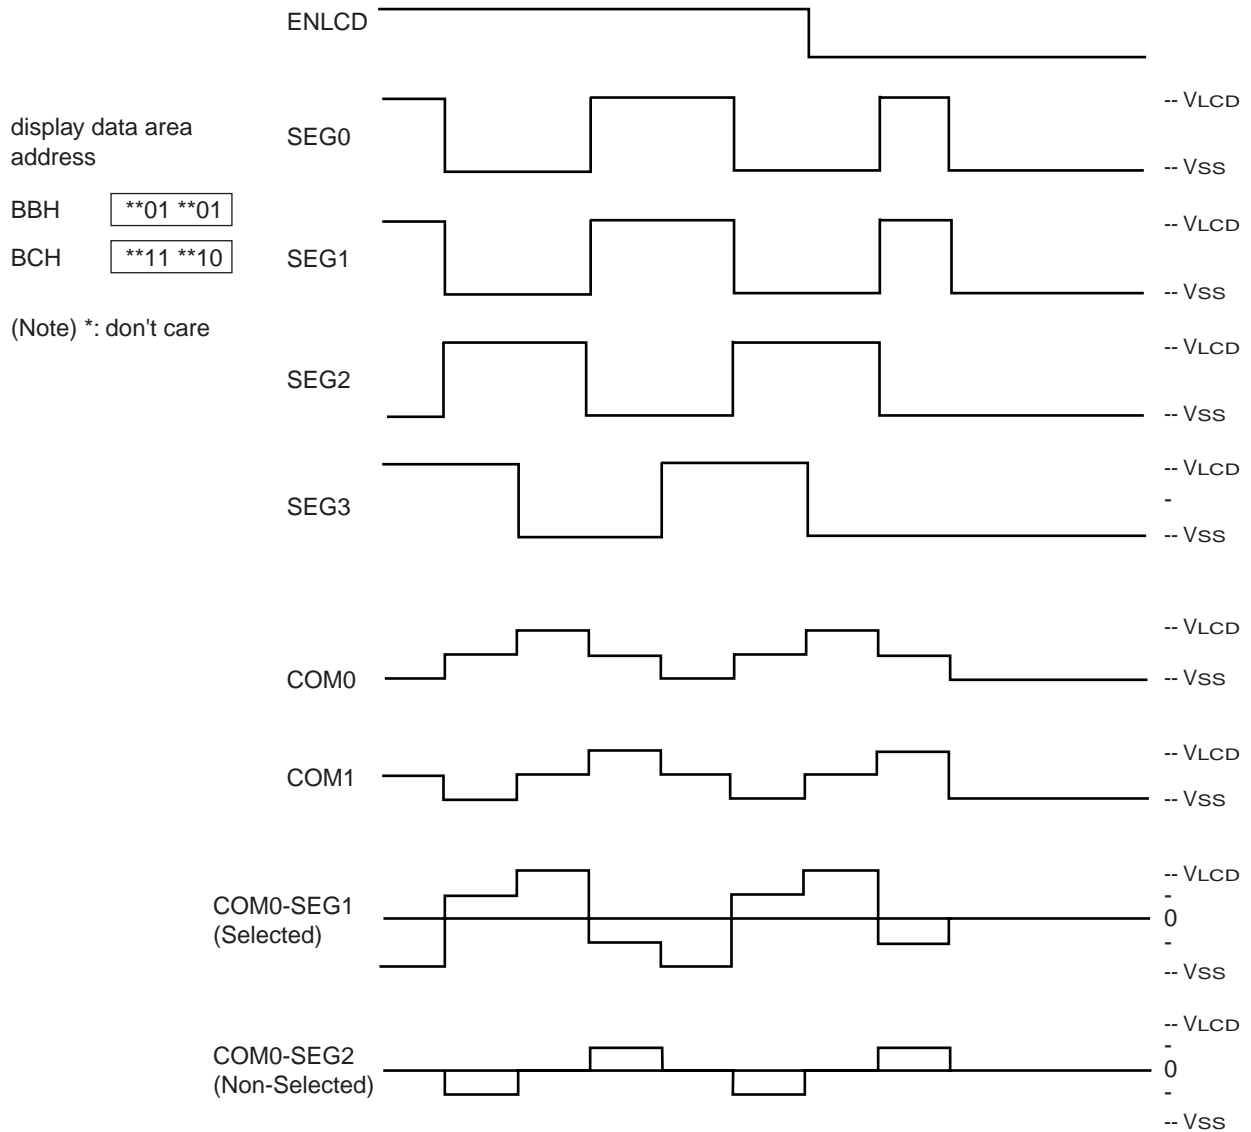 ENLCD
display data area
address
BBH **01 **01
BCH **11 **10
(Note) *: don't care
SEG0
-- VLCD
-- VSS
SEG1
-- VLCD
-- VSS
SEG2
-- VLCD
-- VSS
SEG3
-- VLCD
-
-- VSS
COM0
-- VLCD
-- VSS
COM1
-- VLCD
-- VSS
COM0-SEG1
(Selected)
-- VLCD
-
0
-
-- VSS
COM0-SEG2
(Non-Selected)
-- VLCD
-
0
-
-- VSS